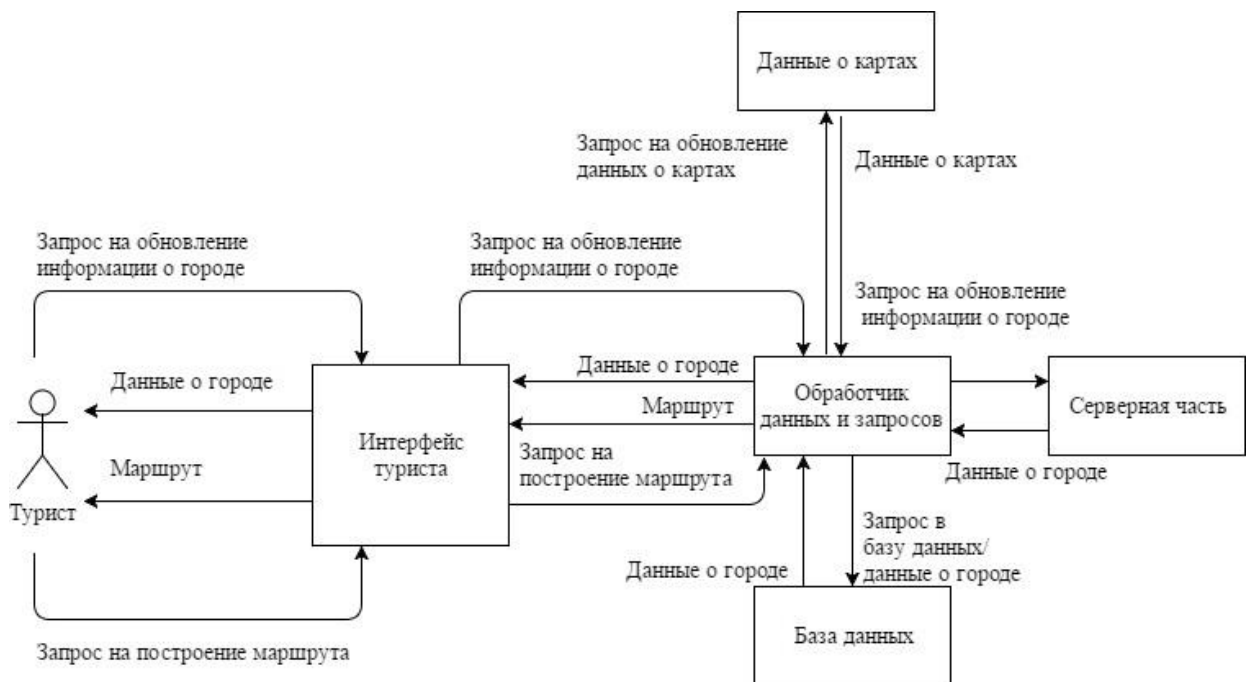 Данные о картах
Запрос на обновление
данных о картах
Данные о картах
Запрос на обновление
информации о городе
Запрос на обновление
информации о городе
Запрос на обновление
информации о городе
Данные о городе
Данные о городе
Обработчик
данных и запросов
Серверная часть
Маршрут
Интерфейс
туриста
Маршрут
Запрос на
построение маршрута
Данные о городе
Турист
Запрос в
базу данных/
данные о городе
Данные о городе
База данных
Запрос на построение маршрута